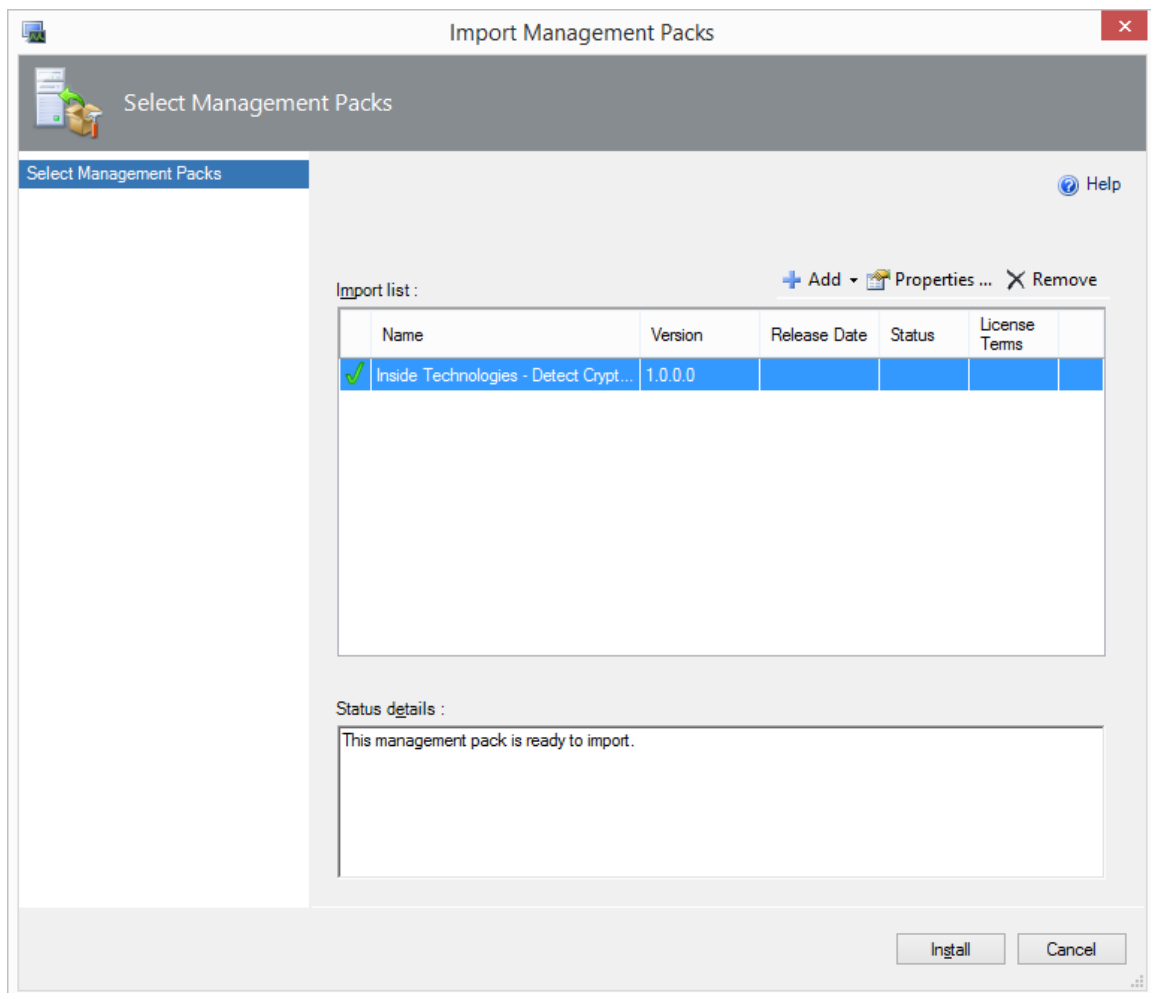 Import Management Packs
Select Management Packs
Select Management Packs
Help
Import list :
Add Properties ... Remove
Name Version Release Date Status License Terms
Inside Technologies - Detect Crypt... 1.0.0.0
Status details :
This management pack is ready to import.
Install Cancel